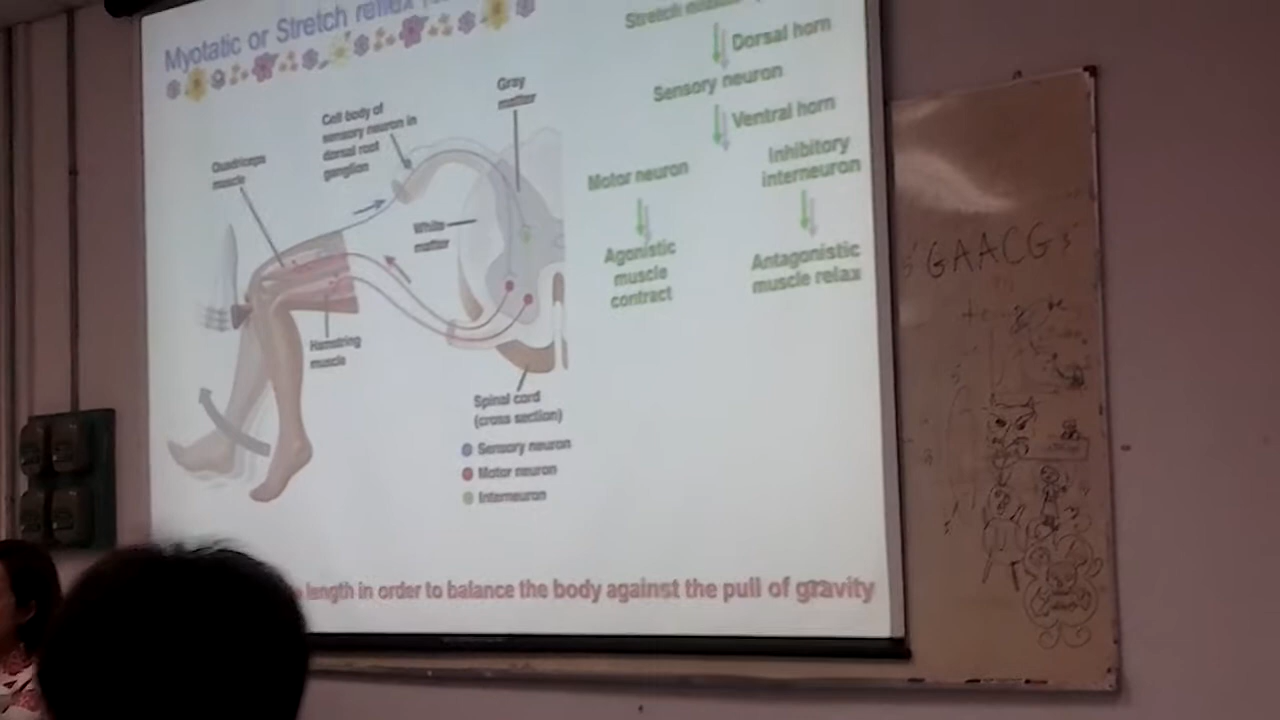 Myotatic or Stretch reflex
Stretch
Dorsal horn
Sensory neuron
Ventral horn
Motor neuron
Inhibitory
interneuron
Agonistic
muscle
contract
Antagonistic
muscle relax
Gray
matter
Cell body of
sensory neuron in
dorsal root
ganglion
Quadriceps
muscle
White
matter
Hamstring
muscle
Spinal cord
(cross section)
Sensory neuron
Motor neuron
Interneuron
length in order to balance the body against the pull of gravity
GAACG